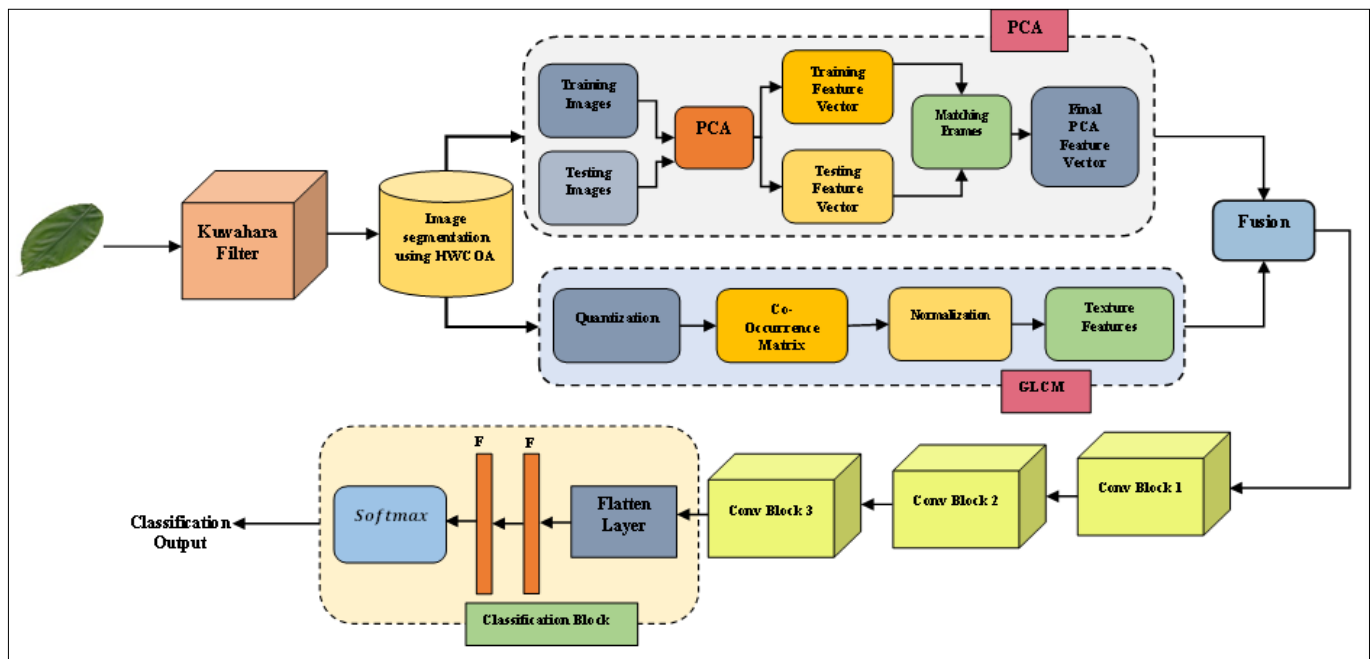 PCA
Training
Images
Testing
Images
PCA
Training
Feature
Vector
Testing
Feature
Vector
Matching
Frames
Final
PCA
Feature
Vector
Kuwahara
Filter
Image
segmentation
using HWCOA
Fusion
Quantization
Co-
Occurrence
Matrix
Normalization
Texture
Features
GLCM
Conv Block 1
Conv Block 2
Conv Block 3
Flatten
Layer
F
F
Softmax
Classification Block
Classification
Output